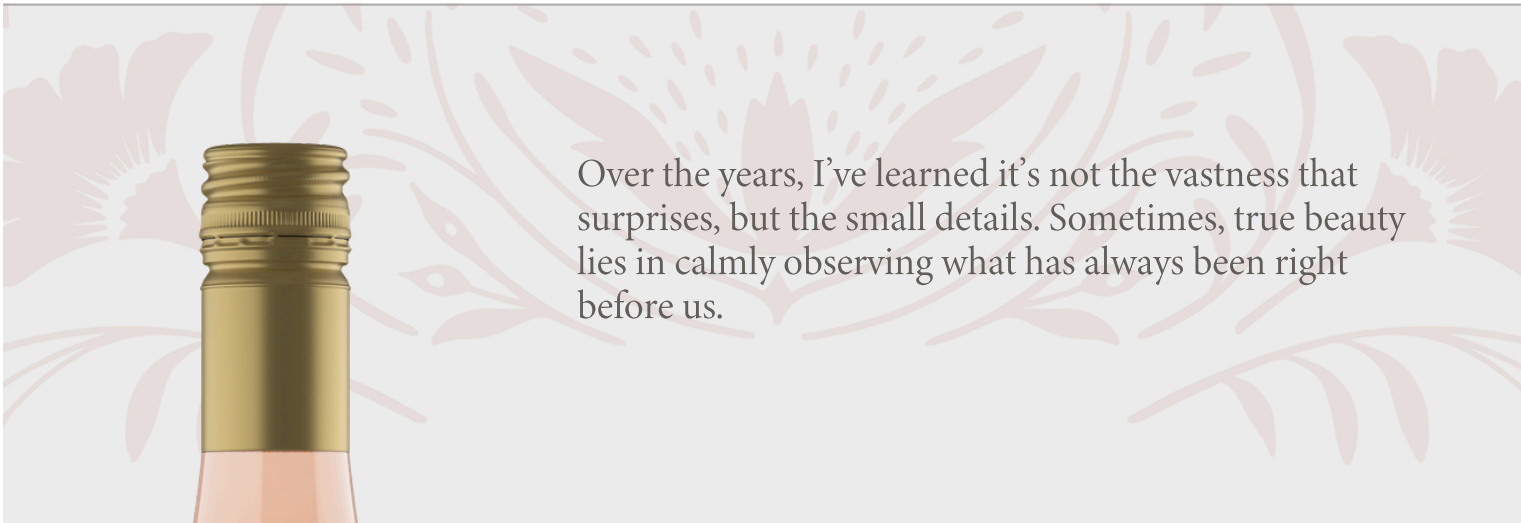 Over the years, I’ve learned it’s not the vastness that
surprises, but the small details. Sometimes, true beauty
lies in calmly observing what has always been right
before us.